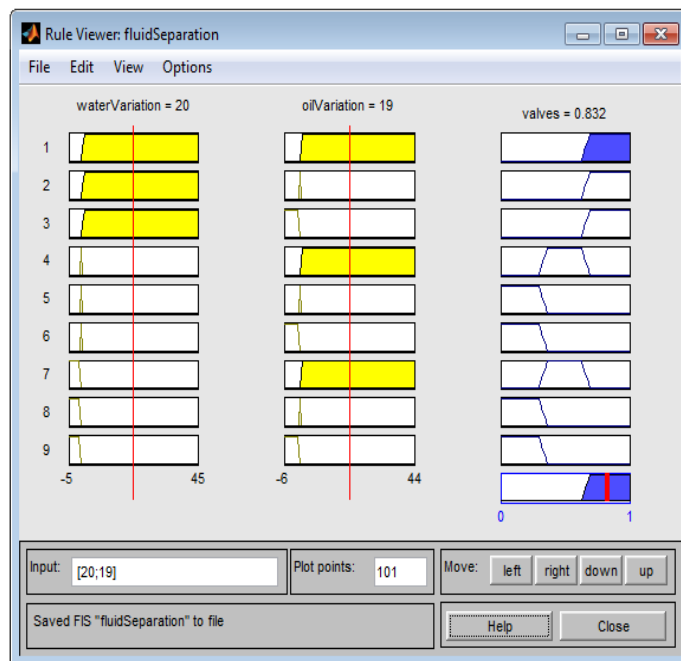 Rule Viewer: fluidSeparation
File Edit View Options
waterVariation = 20 oilVariation = 19 valves = 0.832
1
2
3
4
5
6
7
8
9
-5 45 -6 44
0 1
Input: [20;19] Plot points: 101 Move: left right down up
Saved FIS "fluidSeparation" to file Help Close